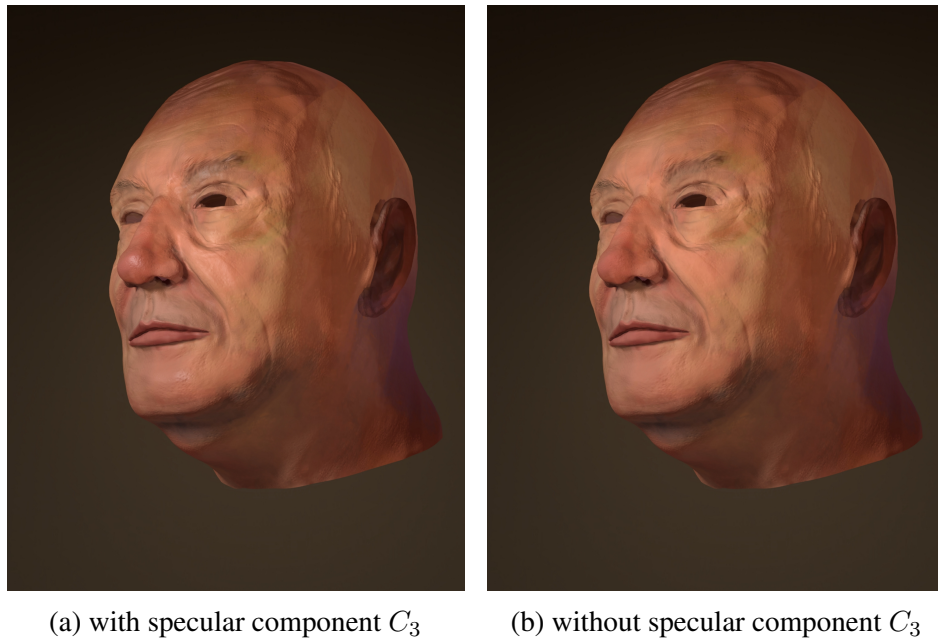 (a) with specular component C₃
(b) without specular component C₃